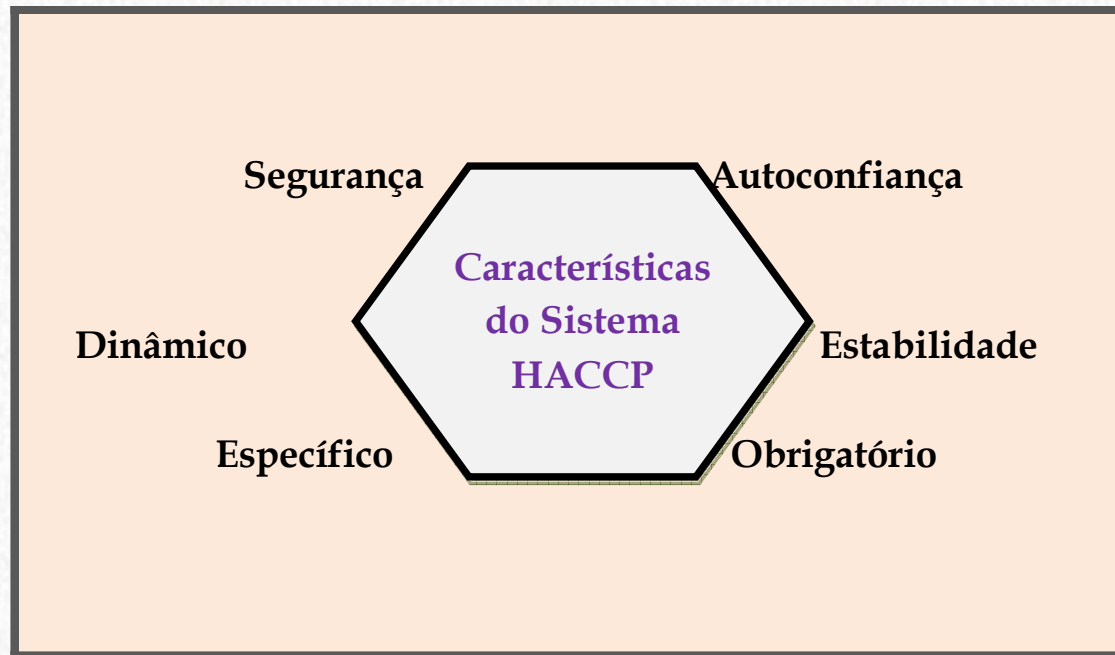 Segurança
Autoconfiança
Características
do Sistema
HACCP
Dinâmico
Estabilidade
Específico
Obrigatório